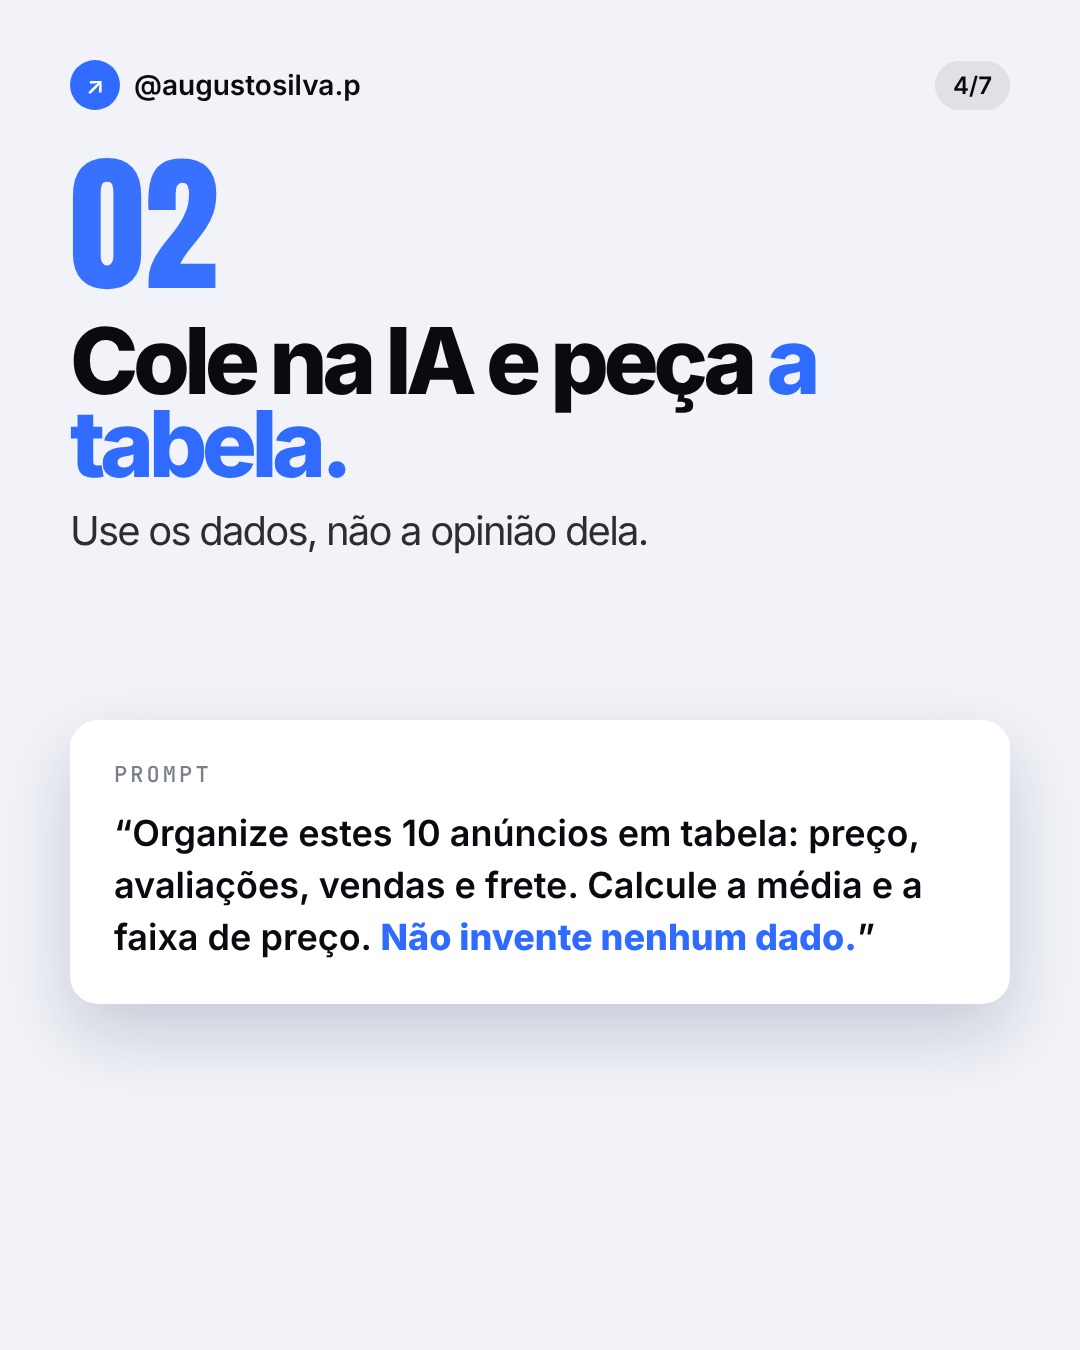 @augustosilva.p
4/7
02
Cole na IA e peça a
tabela.
Use os dados, não a opinião dela.
PROMPT
“Organize estes 10 anúncios em tabela: preço,
avaliações, vendas e frete. Calcule a média e a
faixa de preço. Não invente nenhum dado.”